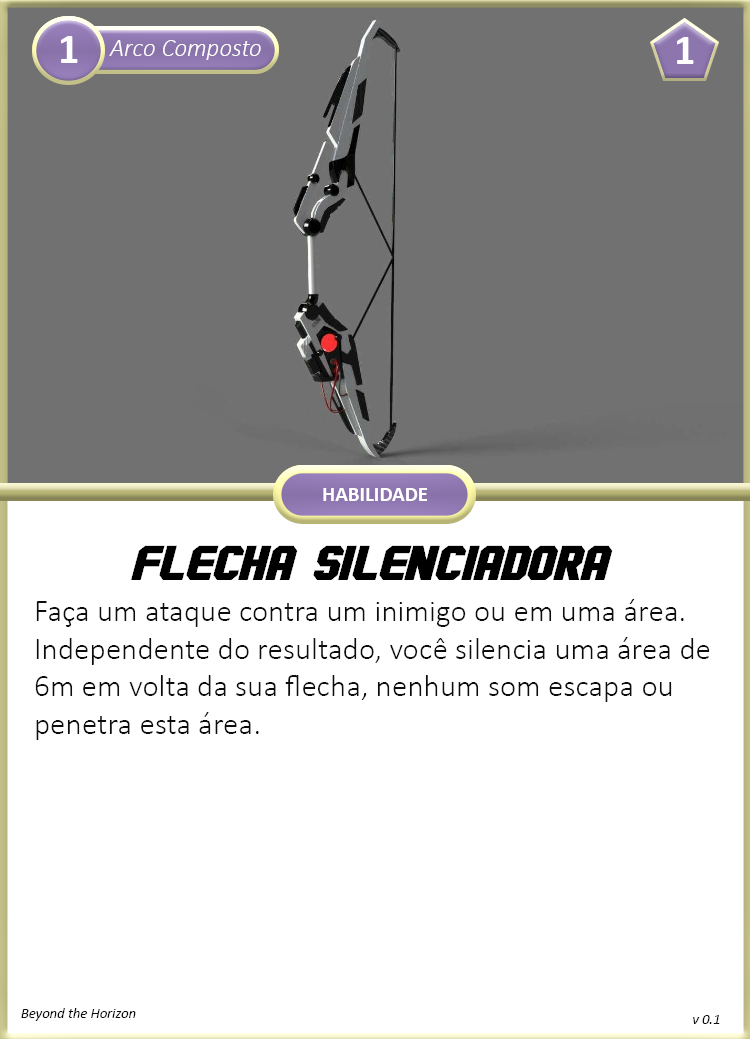 1 Arco Composto
1
HABILIDADE
FLECHA SILENCIADORA
Faça um ataque contra um inimigo ou em uma área.
Independente do resultado, você silencia uma área de
6m em volta da sua flecha, nenhum som escapa ou
penetra esta área.
Beyond the Horizon
v 0.1